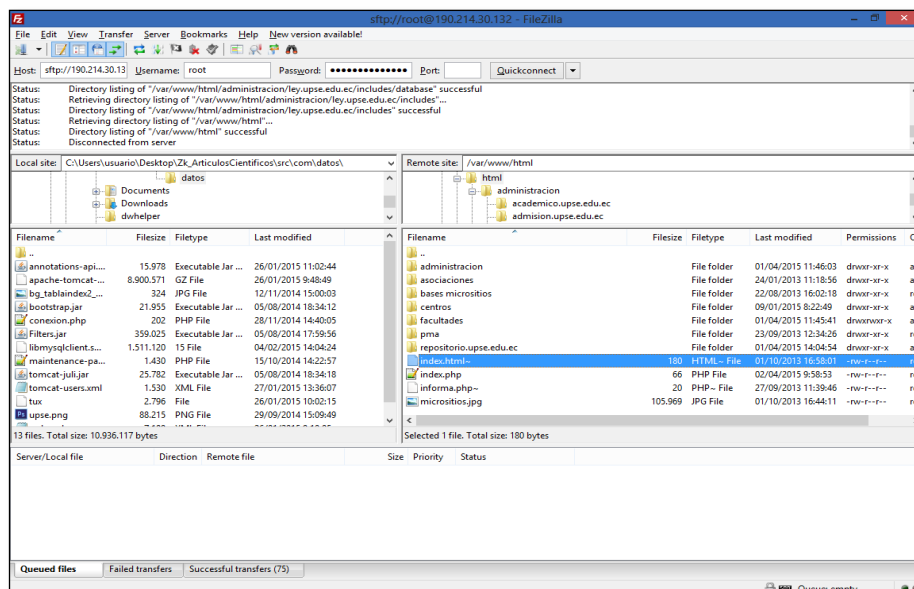 sftp://root@190.214.30.132 - FileZilla
File Edit View Transfer Server Bookmarks Help New version available!
Host: sftp://190.214.30.13 Username: root Password: ●●●●●●●●●●●●●● Port: Quickconnect
Status: Directory listing of "/var/www/html/administracion/ley.upse.edu.ec/includes/database" successful
Status: Retrieving directory listing of "/var/www/html/administracion/ley.upse.edu.ec/includes"...
Status: Directory listing of "/var/www/html/administracion/ley.upse.edu.ec/includes" successful
Status: Retrieving directory listing of "/var/www/html"...
Status: Directory listing of "/var/www/html" successful
Status: Disconnected from server
Local site: C:\Users\usuario\Desktop\Zk_ArticulosCientificos\src\com\datos\
datos
Documents
Downloads
dwhelper
Remote site: /var/www/html
html
administracion
academico.upse.edu.ec
admision.upse.edu.ec
Filename Filesize Filetype Last modified
..
annotations-api.... 15.978 Executable Jar ... 26/01/2015 11:02:44
apache-tomcat-... 8.900.571 GZ File 26/01/2015 9:48:49
bg_tablaindex2_... 324 JPG File 12/11/2014 15:00:03
bootstrap.jar 21.955 Executable Jar ... 05/08/2014 18:34:12
conexion.php 202 PHP File 28/11/2014 14:40:05
Filters.jar 359.025 Executable Jar ... 05/08/2014 17:59:56
libmysqlclient.s... 1.511.120 15 File 04/02/2015 14:04:24
maintenance-pa... 1.430 PHP File 15/10/2014 14:22:57
tomcat-juli.jar 25.782 Executable Jar ... 05/08/2014 18:34:18
tomcat-users.xml 1.530 XML File 27/01/2015 13:36:07
tux 2.796 File 26/01/2015 10:02:15
upse.png 88.215 PNG File 29/09/2014 15:09:49
13 files. Total size: 10.936.117 bytes
Filename Filesize Filetype Last modified Permissions
..
administracion File folder 01/04/2015 11:46:03 drwxr-xr-x
asociaciones File folder 24/01/2013 11:18:56 drwxr-xr-x
bases micrositios File folder 22/08/2013 16:02:18 drwxr-xr-x
centros File folder 09/01/2015 8:22:49 drwxr-xr-x
facultades File folder 01/04/2015 11:45:41 drwxrwxr-x
pma File folder 23/09/2013 12:34:26 drwxr-xr-x
repositorio.upse.edu.ec File folder 01/04/2015 14:04:54 drwxr-xr-x
index.html~ 180 HTML~ File 01/10/2013 16:58:01 -rw-r--r--
index.php 66 PHP File 02/04/2015 9:58:53 -rw-r--r--
informa.php~ 20 PHP~ File 27/09/2013 11:39:46 -rw-r--r--
micrositios.jpg 105.969 JPG File 01/10/2013 16:44:11 -rw-r--r--
Selected 1 file. Total size: 180 bytes
Server/Local file Direction Remote file Size Priority Status
Queued files Failed transfers Successful transfers (75)
Queue: empty